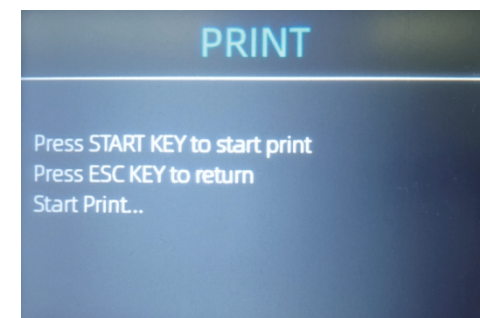 PRINT
Press START KEY to start print
Press ESC KEY to return
Start Print...